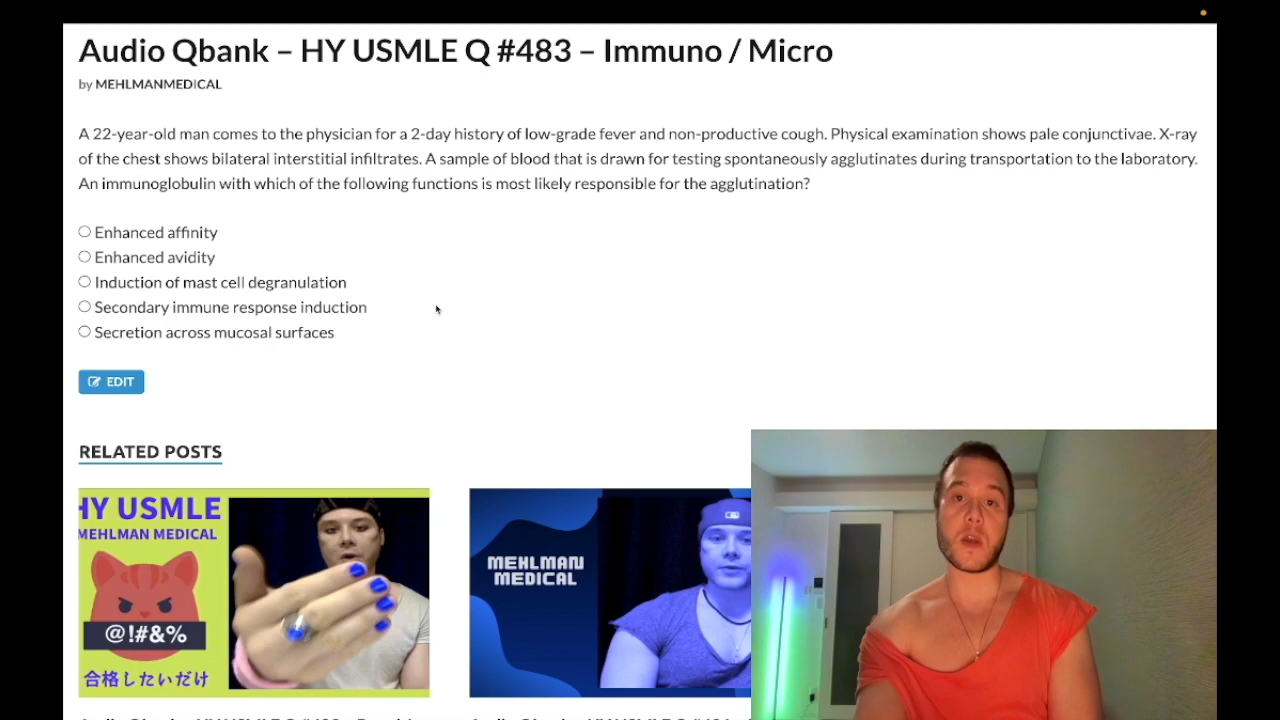 Audio Qbank – HY USMLE Q #483 – Immuno / Micro
by MEHLMANMEDICAL
A 22-year-old man comes to the physician for a 2-day history of low-grade fever and non-productive cough. Physical examination shows pale conjunctivae. X-ray
of the chest shows bilateral interstitial infiltrates. A sample of blood that is drawn for testing spontaneously agglutinates during transportation to the laboratory.
An immunoglobulin with which of the following functions is most likely responsible for the agglutination?
Enhanced affinity
Enhanced avidity
Induction of mast cell degranulation
Secondary immune response induction
Secretion across mucosal surfaces
EDIT
RELATED POSTS
HY USMLE
MEHLMAN MEDICAL
@!#&%
合格したいだけ
MEHLMAN
MEDICAL